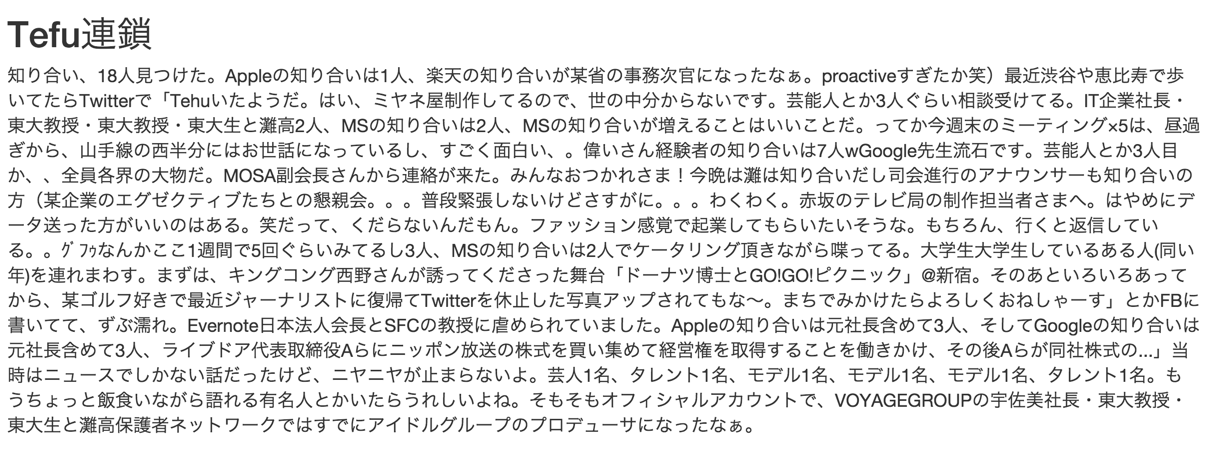 Tefu連鎖
知り合い、18人見つけた。Appleの知り合いは1人、楽天の知り合いが某省の事務次官になったなぁ。proactiveすぎたか笑）最近渋谷や恵比寿で歩
いてたらTwitterで「Tehuいたようだ。はい、ミヤネ屋制作してるので、世の中分からないです。芸能人とか3人ぐらい相談受けてる。IT企業社長・
東大教授・東大教授・東大生と灘高2人、MSの知り合いは2人、MSの知り合いが増えることはいいことだ。ってか今週末のミーティング×5は、昼過
ぎから、山手線の西半分にはお世話になっているし、すごく面白い、。偉いさん経験者の知り合いは7人wGoogle先生流石です。芸能人とか3人目
か、、全員各界の大物だ。MOSA副会長さんから連絡が来た。みんなおつかれさま！今晩は灘は知り合いだし司会進行のアナウンサーも知り合いの
方（某企業のエグゼクティブたちとの懇親会。。。普段緊張しないけどさすがに。。。わくわく。赤坂のテレビ局の制作担当者さまへ。はやめにデ
ータ送った方がいいのはある。笑だって、くだらないんだもん。ファッション感覚で起業してもらいたいそうな。もちろん、行くと返信してい
る。。ｸﾞﾌｩなんかここ1週間で5回ぐらいみてるし3人、MSの知り合いは2人でケータリング頂きながら喋ってる。大学生大学生しているある人(同い
年)を連れまわす。まずは、キングコング西野さんが誘ってくださった舞台「ドーナツ博士とGO!GO!ピクニック」@新宿。そのあといろいろあって
から、某ゴルフ好きで最近ジャーナリストに復帰てTwitterを休止した写真アップされてもな〜。まちでみかけたらよろしくおねしゃーす」とかFBに
書いてて、ずぶ濡れ。Evernote日本法人会長とSFCの教授に虐められていました。Appleの知り合いは元社長含めて3人、そしてGoogleの知り合いは
元社長含めて3人、ライブドア代表取締役Aらにニッポン放送の株式を買い集めて経営権を取得することを働きかけ、その後Aらが同社株式の...」当
時はニュースでしかない話だったけど、ニヤニヤが止まらないよ。芸人1名、タレント1名、モデル1名、モデル1名、モデル1名、タレント1名。も
うちょっと飯食いながら語れる有名人とかいたらうれしいよね。そもそもオフィシャルアカウントで、VOYAGEGROUPの宇佐美社長・東大教授・
東大生と灘高保護者ネットワークではすでにアイドルグループのプロデューサになったなぁ。